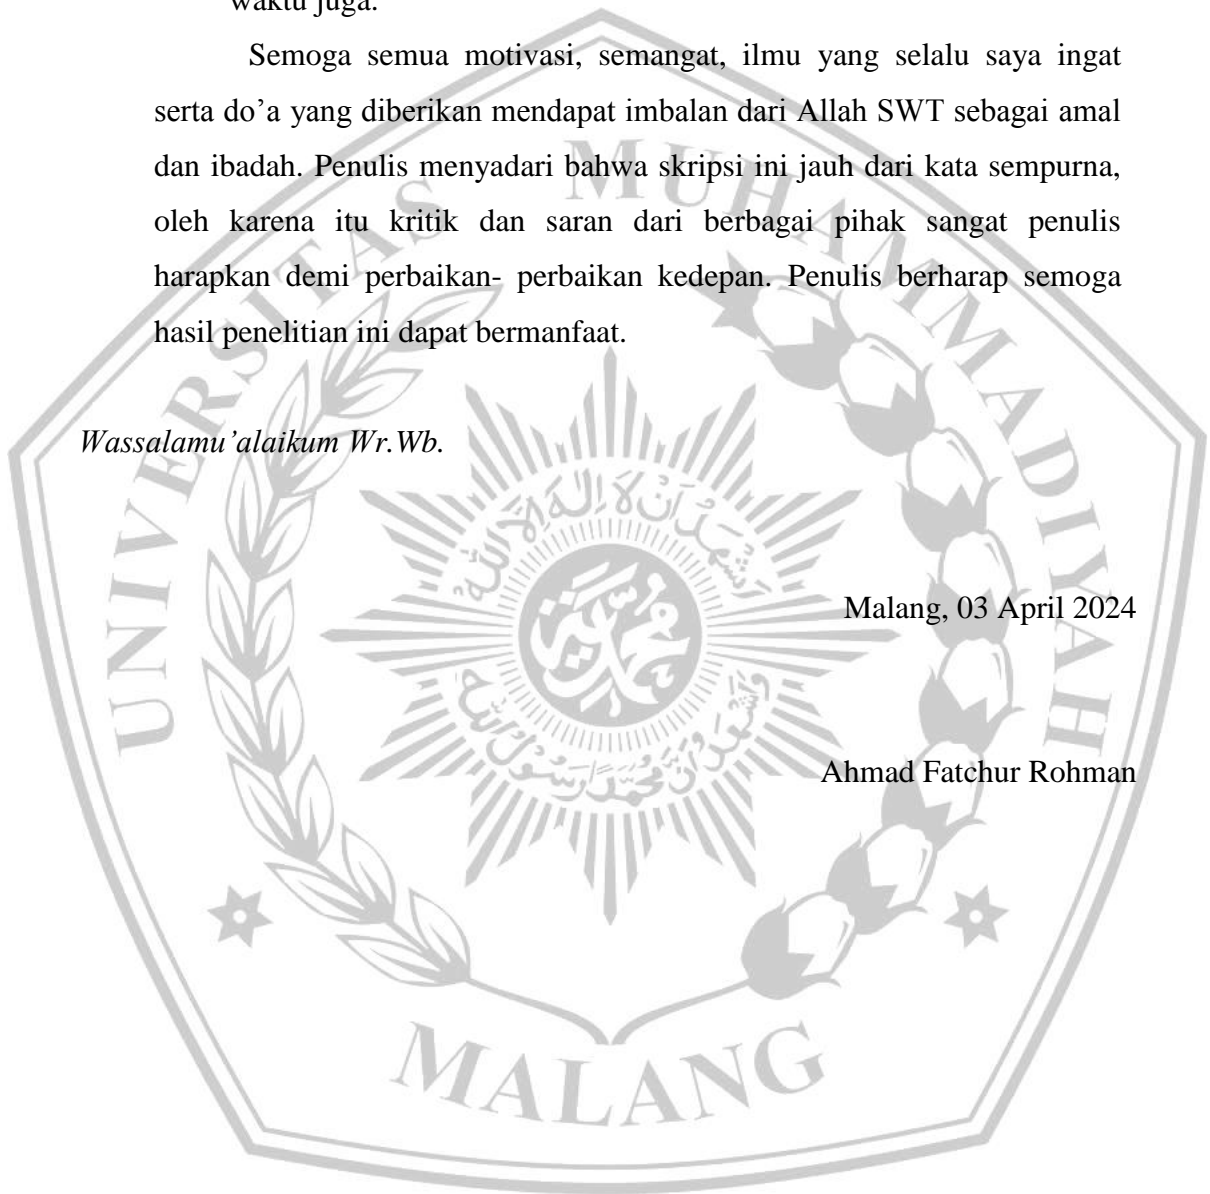 waktu juga.
Semoga semua motivasi, semangat, ilmu yang selalu saya ingat
serta do’a yang diberikan mendapat imbalan dari Allah SWT sebagai amal
dan ibadah. Penulis menyadari bahwa skripsi ini jauh dari kata sempurna,
oleh karena itu kritik dan saran dari berbagai pihak sangat penulis
harapkan demi perbaikan- perbaikan kedepan. Penulis berharap semoga
hasil penelitian ini dapat bermanfaat.
Wassalamu’alaikum Wr.Wb.
Malang, 03 April 2024
Ahmad Fatchur Rohman
UNIVERSITAS MUHAMMADIYAH
MALANG